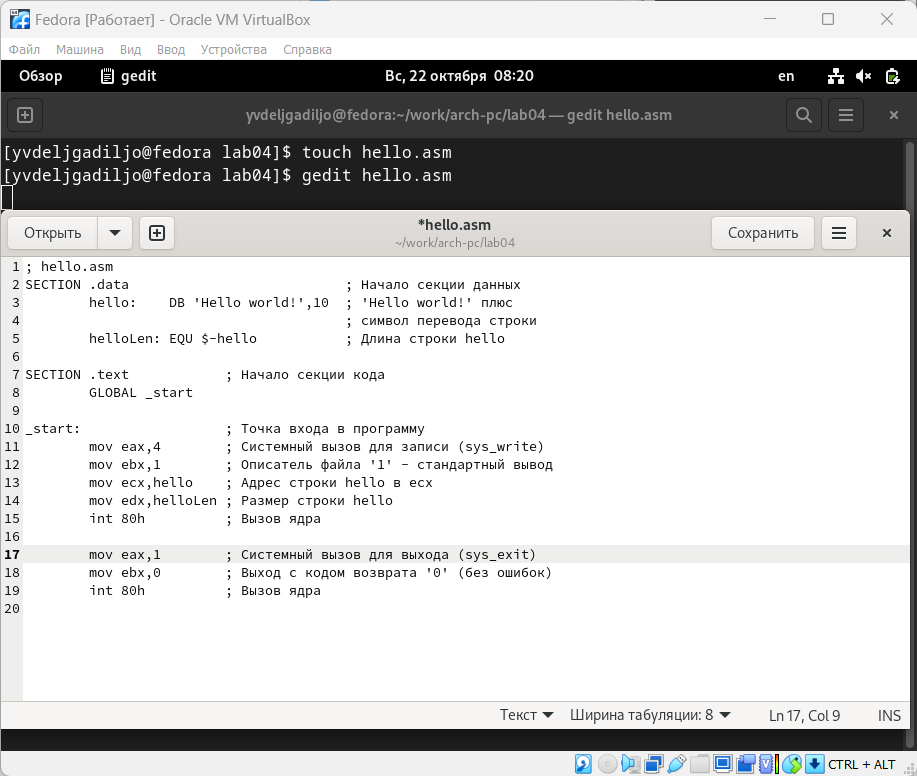 Fedora [Работает] - Oracle VM VirtualBox
Файл Машина Вид Ввод Устройства Справка
Обзор gedit Вс, 22 октября 08:20 en
yvdeljgadiljo@fedora:~/work/arch-pc/lab04 — gedit hello.asm
[yvdeljgadiljo@fedora lab04]$ touch hello.asm
[yvdeljgadiljo@fedora lab04]$ gedit hello.asm
Открыть *hello.asm Сохранить
~/work/arch-pc/lab04
1 ; hello.asm
2 SECTION .data ; Начало секции данных
3 hello: DB 'Hello world!',10 ; 'Hello world!' плюс
4 ; символ перевода строки
5 helloLen: EQU $-hello ; Длина строки hello
6
7 SECTION .text ; Начало секции кода
8 GLOBAL _start
9
10 _start: ; Точка входа в программу
11 mov eax,4 ; Системный вызов для записи (sys_write)
12 mov ebx,1 ; Описатель файла '1' - стандартный вывод
13 mov ecx,hello ; Адрес строки hello в ecx
14 mov edx,helloLen ; Размер строки hello
15 int 80h ; Вызов ядра
16
17 mov eax,1 ; Системный вызов для выхода (sys_exit)
18 mov ebx,0 ; Выход с кодом возврата '0' (без ошибок)
19 int 80h ; Вызов ядра
20
Текст Ширина табуляции: 8 Ln 17, Col 9 INS
CTRL + ALT